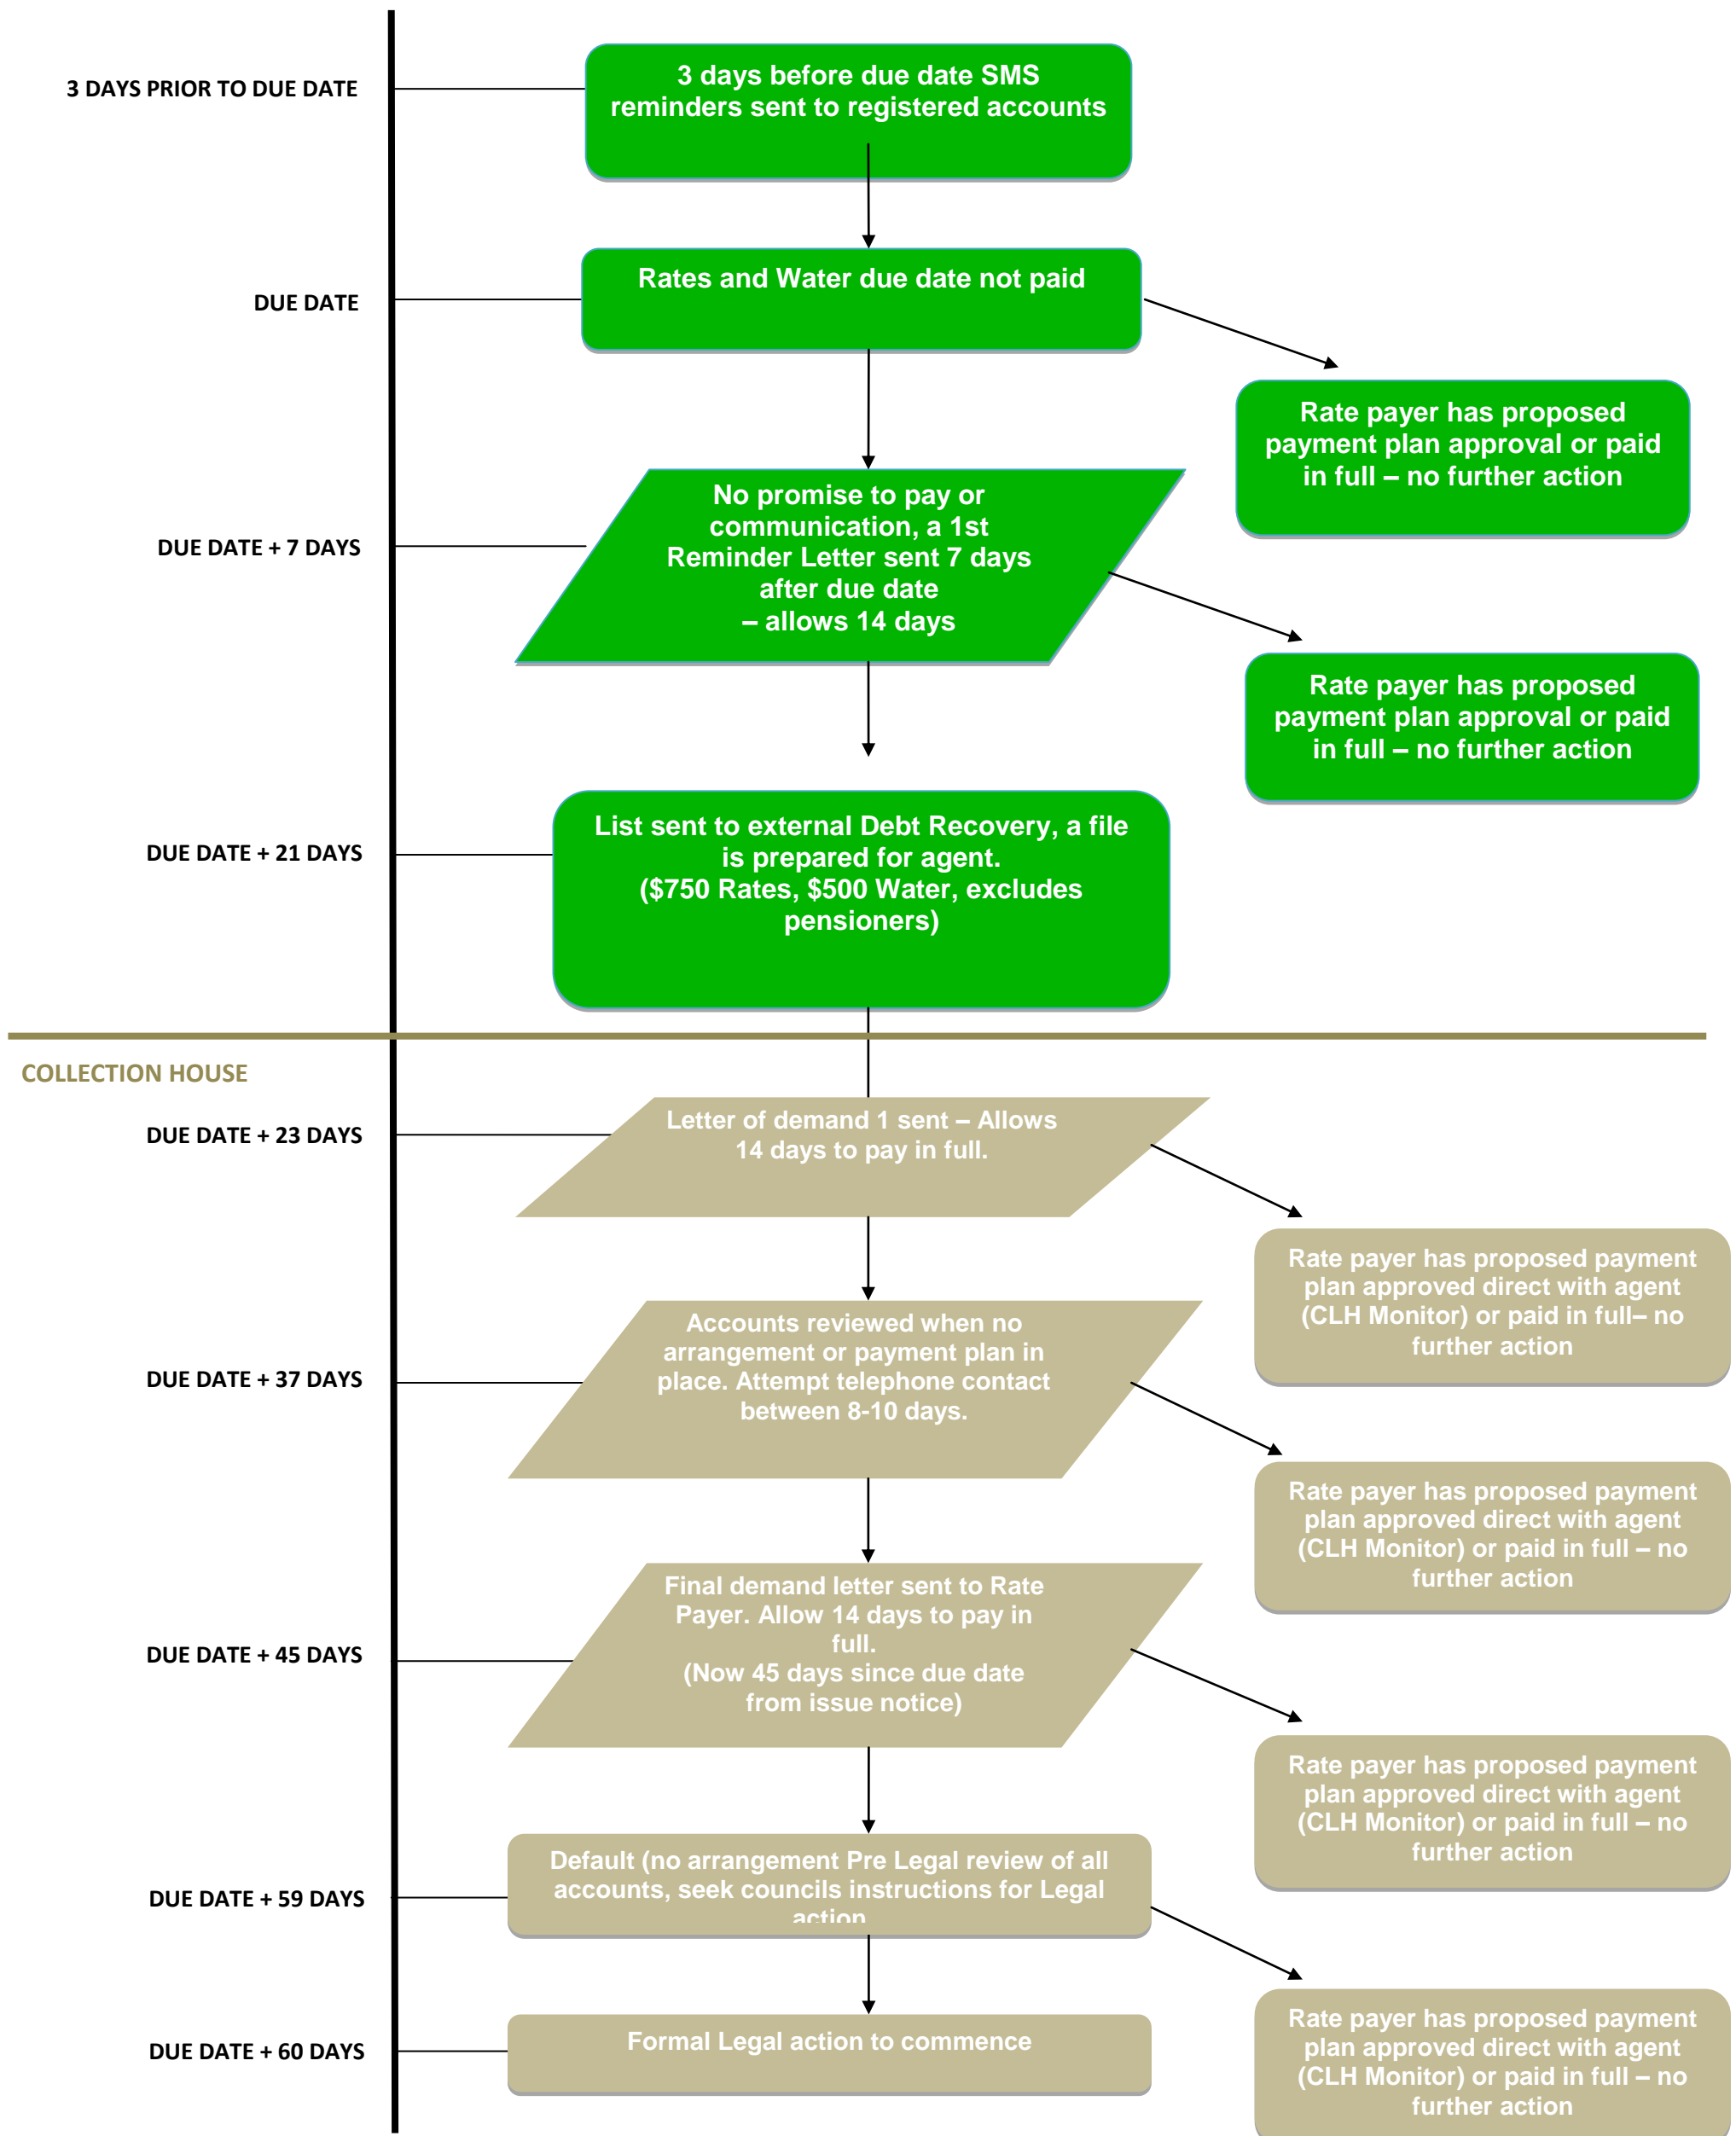 3 DAYS PRIOR TO DUE DATE
3 days before due date SMS
reminders sent to registered accounts
DUE DATE
Rates and Water due date not paid
Rate payer has proposed
payment plan approval or paid
in full – no further action
DUE DATE + 7 DAYS
No promise to pay or
communication, a 1st
Reminder Letter sent 7 days
after due date
– allows 14 days
Rate payer has proposed
payment plan approval or paid
in full – no further action
DUE DATE + 21 DAYS
List sent to external Debt Recovery, a file
is prepared for agent.
($750 Rates, $500 Water, excludes
pensioners)
COLLECTION HOUSE
DUE DATE + 23 DAYS
Letter of demand 1 sent – Allows
14 days to pay in full.
Rate payer has proposed payment
plan approved direct with agent
(CLH Monitor) or paid in full– no
further action
DUE DATE + 37 DAYS
Accounts reviewed when no
arrangement or payment plan in
place. Attempt telephone contact
between 8-10 days.
Rate payer has proposed payment
plan approved direct with agent
(CLH Monitor) or paid in full – no
further action
DUE DATE + 45 DAYS
Final demand letter sent to Rate
Payer. Allow 14 days to pay in
full.
(Now 45 days since due date
from issue notice)
Rate payer has proposed payment
plan approved direct with agent
(CLH Monitor) or paid in full – no
further action
DUE DATE + 59 DAYS
Default (no arrangement Pre Legal review of all
accounts, seek councils instructions for Legal
action
Rate payer has proposed payment
plan approved direct with agent
(CLH Monitor) or paid in full – no
further action
DUE DATE + 60 DAYS
Formal Legal action to commence